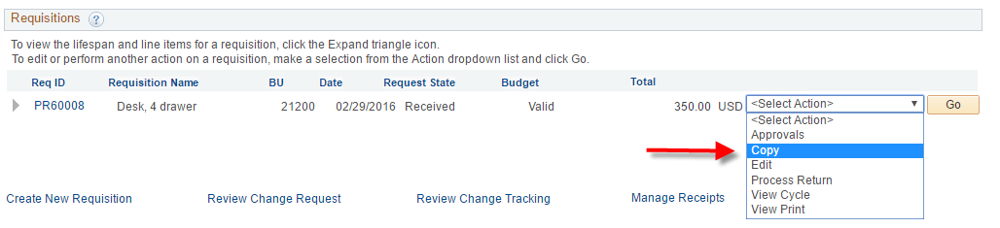 Requisitions ?
To view the lifespan and line items for a requisition, click the Expand triangle icon.
To edit or perform another action on a requisition, make a selection from the Action dropdown list and click Go.
Req ID Requisition Name BU Date Request State Budget Total
PR60008 Desk, 4 drawer 21200 02/29/2016 Received Valid 350.00 USD <Select Action> Go
<Select Action>
Approvals
Copy
Edit
Process Return
View Cycle
View Print
Create New Requisition Review Change Request Review Change Tracking Manage Receipts